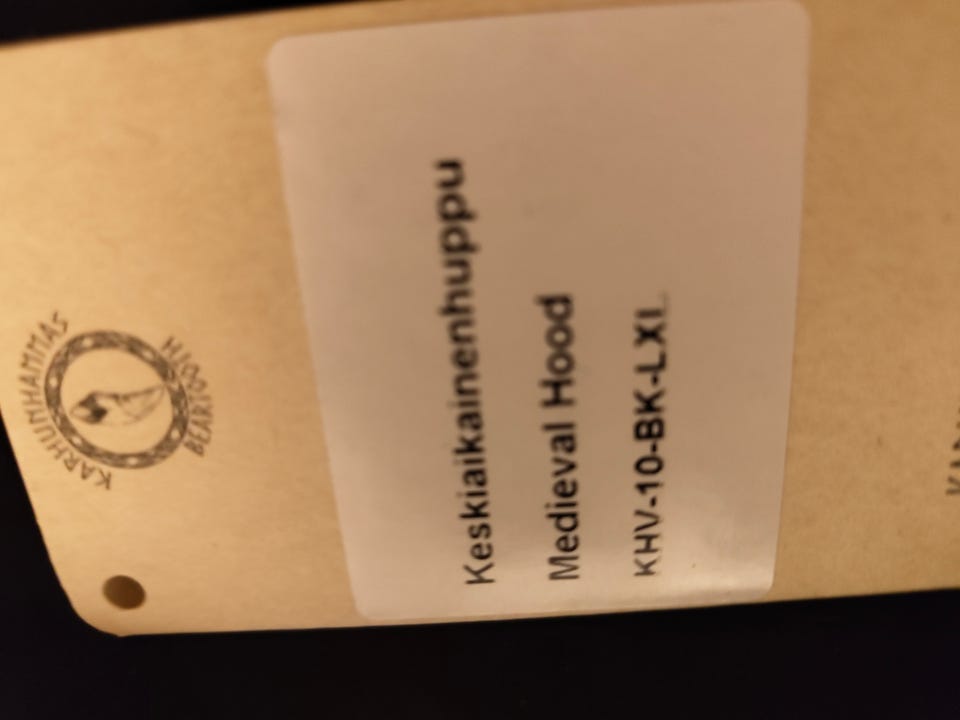 KARHUNHAMMAS
BEARTOOTH
Keskiaikainenhuppu
Medieval Hood
KHV-10-BK-LXL